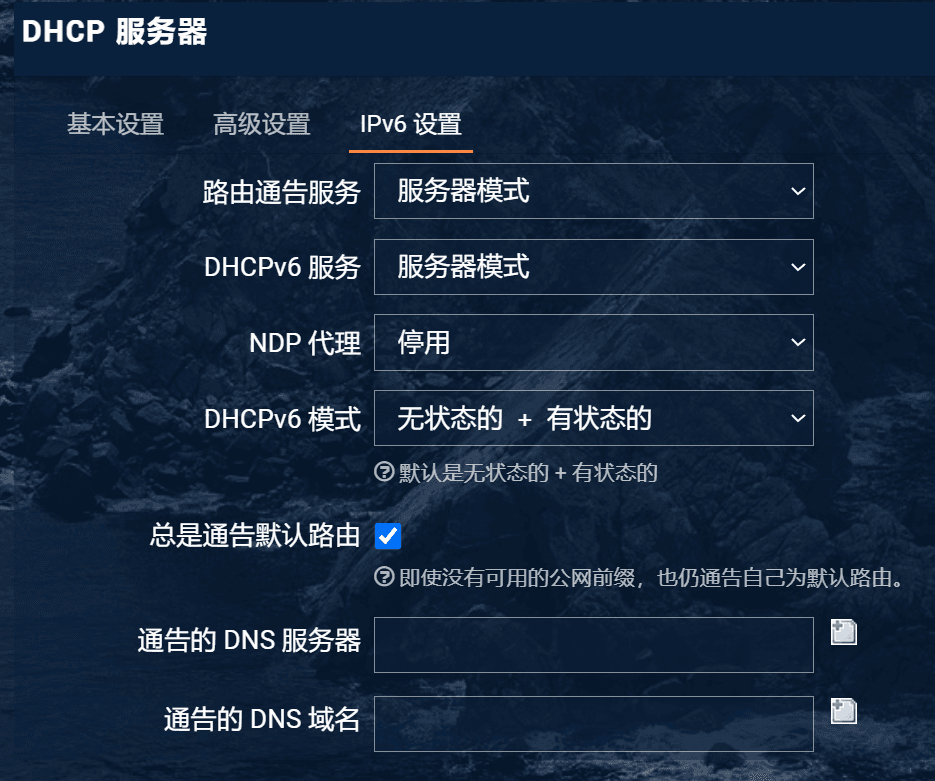 DHCP 服务器
基本设置 高级设置 IPv6 设置
路由通告服务 服务器模式
DHCPv6 服务 服务器模式
NDP 代理 停用
DHCPv6 模式 无状态的 + 有状态的
默认是无状态的 + 有状态的
总是通告默认路由
即使没有可用的公网前缀，也仍通告自己为默认路由。
通告的 DNS 服务器
通告的 DNS 域名